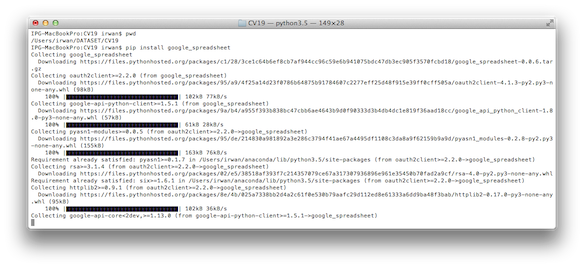 CV19 — python3.5 — 149×28
IPG-MacBookPro:CV19 irwan$ pwd
/Users/irwan/DATASET/CV19
IPG-MacBookPro:CV19 irwan$ pip install google_spreadsheet
Collecting google_spreadsheet
Downloading https://files.pythonhosted.org/packages/c1/28/3ce1c64b6ef8cb7af944cc96c59e6b941075bdc47db3ec905f3570fcbd18/google-spreadsheet-0.0.6.tar
.gz
Collecting oauth2client>=2.2.0 (from google_spreadsheet)
Downloading https://files.pythonhosted.org/packages/95/a9/4f25a14d23f0786b64875b91784607c2277eff25d48f915e39ff0cff505a/oauth2client-4.1.3-py2.py3-n
one-any.whl (98kB)
100% 102kB 77kB/s
Collecting google-api-python-client>=1.5.1 (from google_spreadsheet)
Downloading https://files.pythonhosted.org/packages/9a/b4/a955f393b838bc47cbb6ae4643b9d0f90333d3b4db4dc1e819f36aad18cc/google_api_python_client-1.8
.0-py3-none-any.whl (57kB)
100% 61kB 28kB/s
Collecting pyasn1-modules>=0.0.5 (from oauth2client>=2.2.0->google_spreadsheet)
Downloading https://files.pythonhosted.org/packages/95/de/214830a981892a3e286c3794f41ae67a4495df1108c3da8a9f62159b9a9d/pyasn1_modules-0.2.8-py2.py3
-none-any.whl (155kB)
100% 163kB 76kB/s
Requirement already satisfied: pyasn1>=0.1.7 in /Users/irwan/anaconda/lib/python3.5/site-packages (from oauth2client>=2.2.0->google_spreadsheet)
Collecting rsa>=3.1.4 (from oauth2client>=2.2.0->google_spreadsheet)
Downloading https://files.pythonhosted.org/packages/02/e5/38518af393f7c214357079ce67a317307936896e961e35450b70fad2a9cf/rsa-4.0-py2.py3-none-any.whl
Requirement already satisfied: six>=1.6.1 in /Users/irwan/anaconda/lib/python3.5/site-packages (from oauth2client>=2.2.0->google_spreadsheet)
Collecting httplib2>=0.9.1 (from oauth2client>=2.2.0->google_spreadsheet)
Downloading https://files.pythonhosted.org/packages/8e/4b/025a7338bb2d4a2c61f0e530b79aafc29d112ed8e61333a6dd9ba48f3bab/httplib2-0.17.0-py3-none-any
.whl (95kB)
100% 102kB 36kB/s
Collecting google-api-core<2dev,>=1.13.0 (from google-api-python-client>=1.5.1->google_spreadsheet)